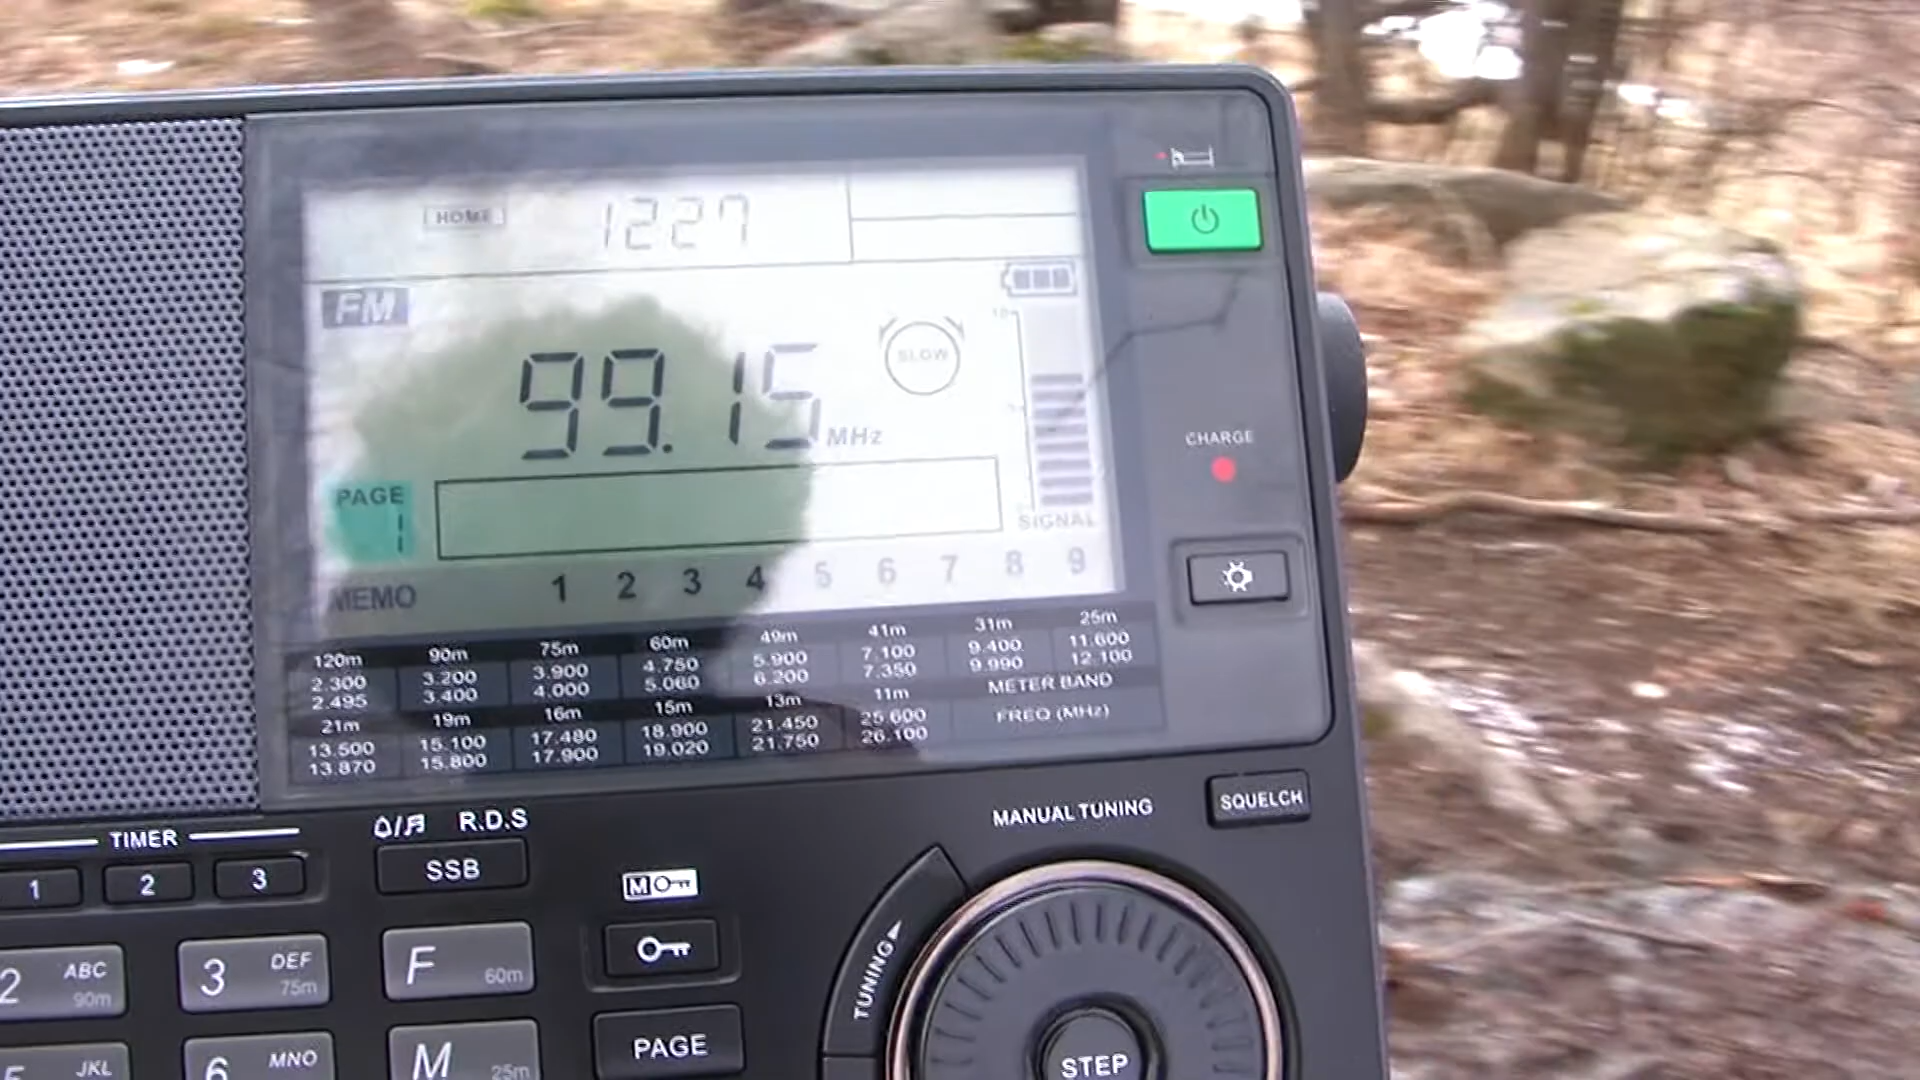 HOME 1227
FM
99.15 MHz
SLOW
10
PAGE
1
SIGNAL
MEMO 1 2 3 4 5 6 7 8 9
CHARGE
120m 90m 75m 60m 49m 41m 31m 25m
2.300 3.200 3.900 4.750 5.900 7.100 9.400 11.600
2.495 3.400 4.000 5.060 6.200 7.350 9.990 12.100
21m 19m 16m 15m 13m 11m METER BAND
13.500 15.100 17.480 18.900 21.450 25.600 FREQ (MHz)
13.870 15.800 17.900 19.020 21.750 26.100
TIMER
1 2 3
R.D.S
SSB
MANUAL TUNING
SQUELCH
M
2 ABC 90m
3 DEF 75m
F 60m
TUNING
JKL
6 MNO
M 25m
PAGE
STEP